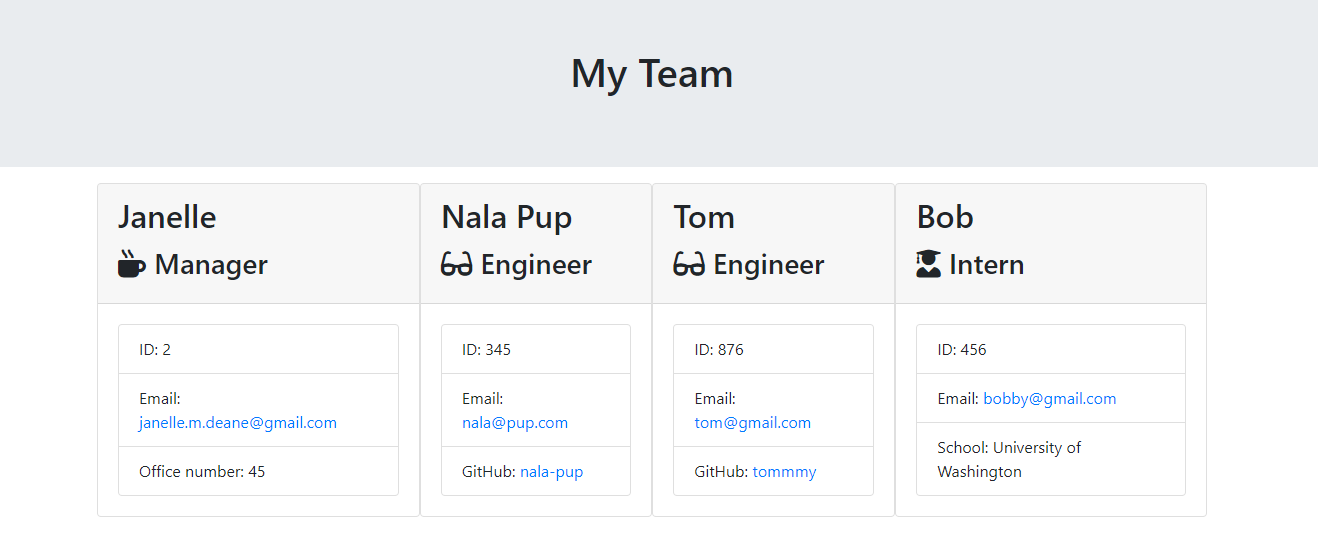 My Team
Janelle
Manager
ID: 2
Email:
janelle.m.deane@gmail.com
Office number: 45
Nala Pup
Engineer
ID: 345
Email:
nala@pup.com
GitHub: nala-pup
Tom
Engineer
ID: 876
Email:
tom@gmail.com
GitHub: tommmy
Bob
Intern
ID: 456
Email: bobby@gmail.com
School: University of
Washington